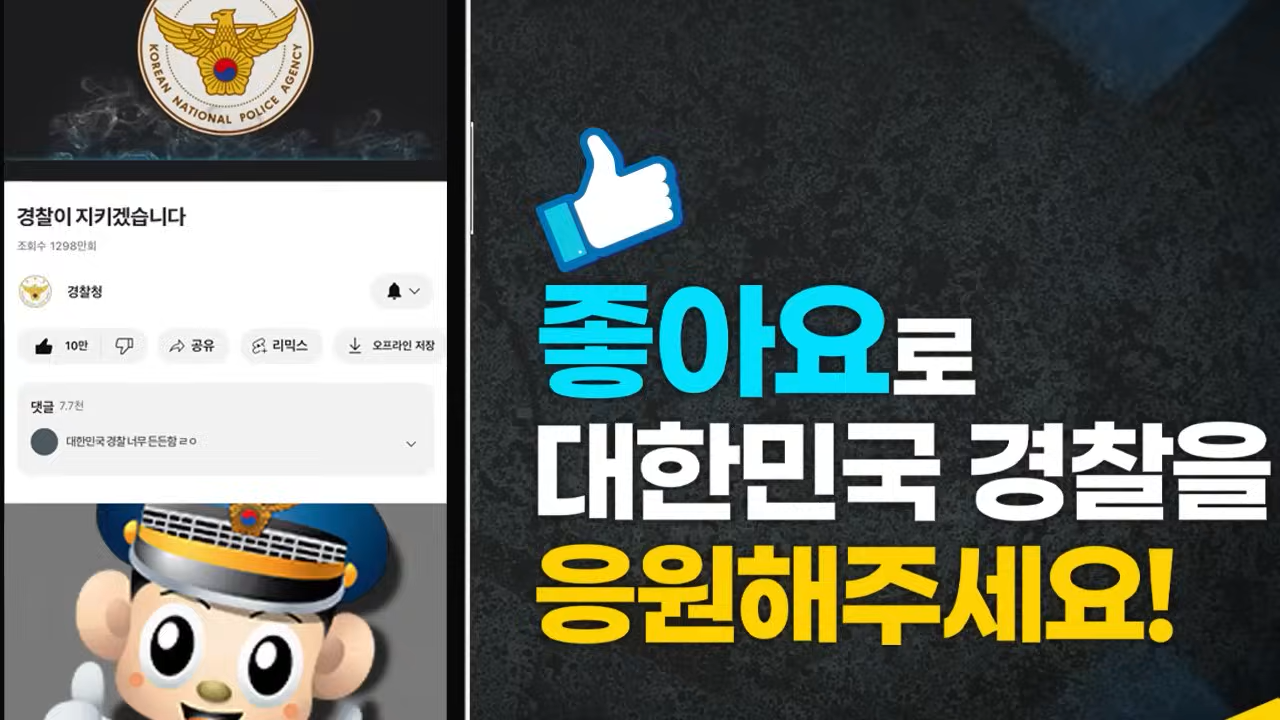 KOREAN NATIONAL POLICE AGENCY
경찰이 지키겠습니다
조회수 1298만회
경찰청
10만
공유
리믹스
오프라인 저장
댓글 7.7천
대한민국 경찰 너무 든든함 ㄹㅇ
좋아요로
대한민국 경찰을
응원해주세요!